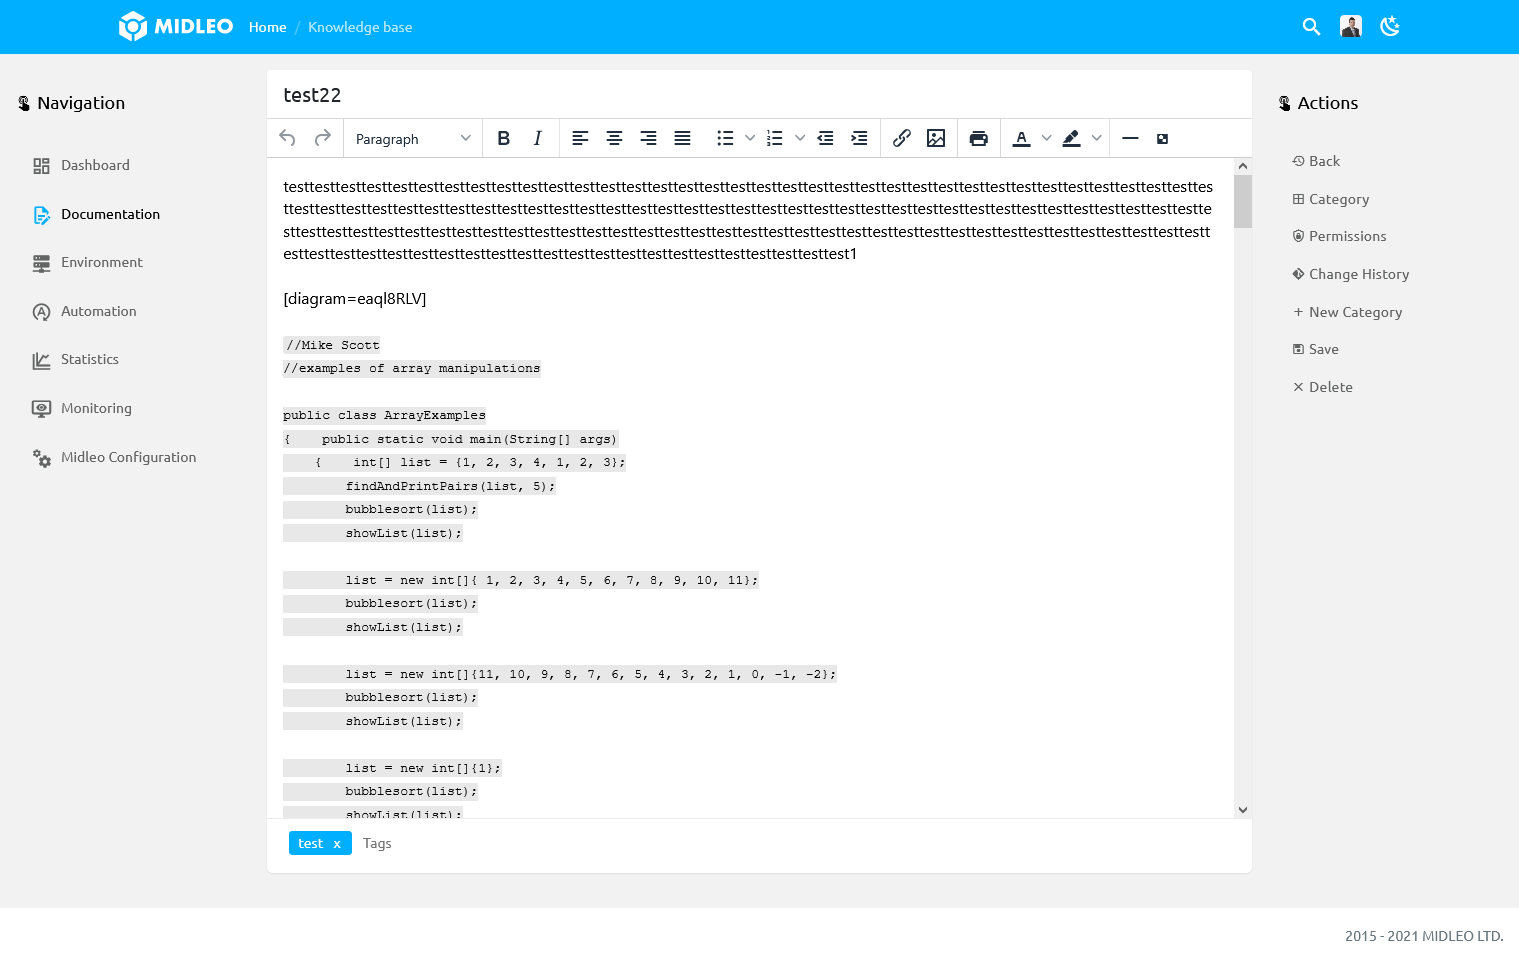 MIDLEO Home / Knowledge base
Navigation
Dashboard
Documentation
Environment
Automation
Statistics
Monitoring
Midleo Configuration
test22
Paragraph
B I A
testtesttesttesttesttesttesttesttesttesttesttesttesttesttesttesttesttesttesttesttesttesttesttesttesttesttesttesttesttesttesttesttesttesttesttes
ttesttesttesttesttesttesttesttesttesttesttesttesttesttesttesttesttesttesttesttesttesttesttesttesttesttesttesttesttesttesttesttesttesttesttestte
sttesttesttesttesttesttesttesttesttesttesttesttesttesttesttesttesttesttesttesttesttesttesttesttesttesttesttesttesttesttesttesttesttesttesttestt
esttesttesttesttesttesttesttesttesttesttesttesttesttesttesttesttesttesttesttesttesttest1
[diagram=eaql8RLV]
//Mike Scott
//examples of array manipulations
public class ArrayExamples
{    public static void main(String[] args)
    {    int[] list = {1, 2, 3, 4, 1, 2, 3};
        findAndPrintPairs(list, 5);
        bubblesort(list);
        showList(list);
        list = new int[]{ 1, 2, 3, 4, 5, 6, 7, 8, 9, 10, 11};
        bubblesort(list);
        showList(list);
        list = new int[]{11, 10, 9, 8, 7, 6, 5, 4, 3, 2, 1, 0, -1, -2};
        bubblesort(list);
        showList(list);
        list = new int[]{1};
        bubblesort(list);
        showList(list);
test x Tags
Actions
Back
Category
Permissions
Change History
New Category
Save
Delete
2015 - 2021 MIDLEO LTD.